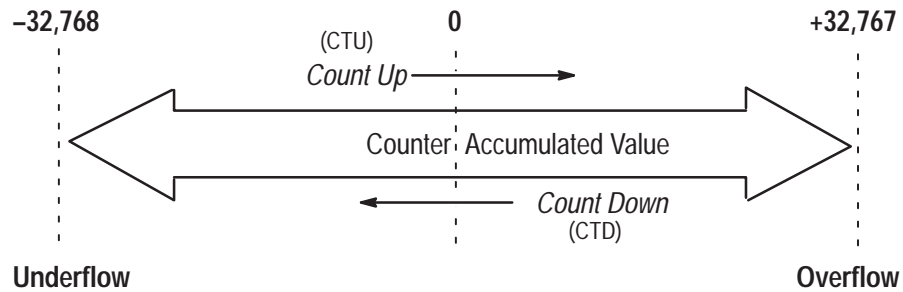 –32,768 0 +32,767
(CTU)
Count Up
Counter Accumulated Value
Count Down
(CTD)
Underflow Overflow